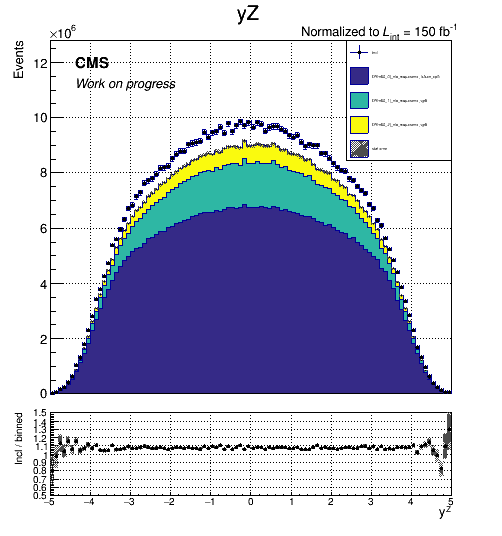 yZ
×10⁶
Normalized to L_int = 150 fb⁻¹
Events
CMS
Work on progress
12
10
8
6
4
2
0
Incl / binned
1.5
1.4
1.3
1.2
1.1
1
0.9
0.8
0.7
0.6
0.5
−5 −4 −3 −2 −1 0 1 2 3 4 5
yZ